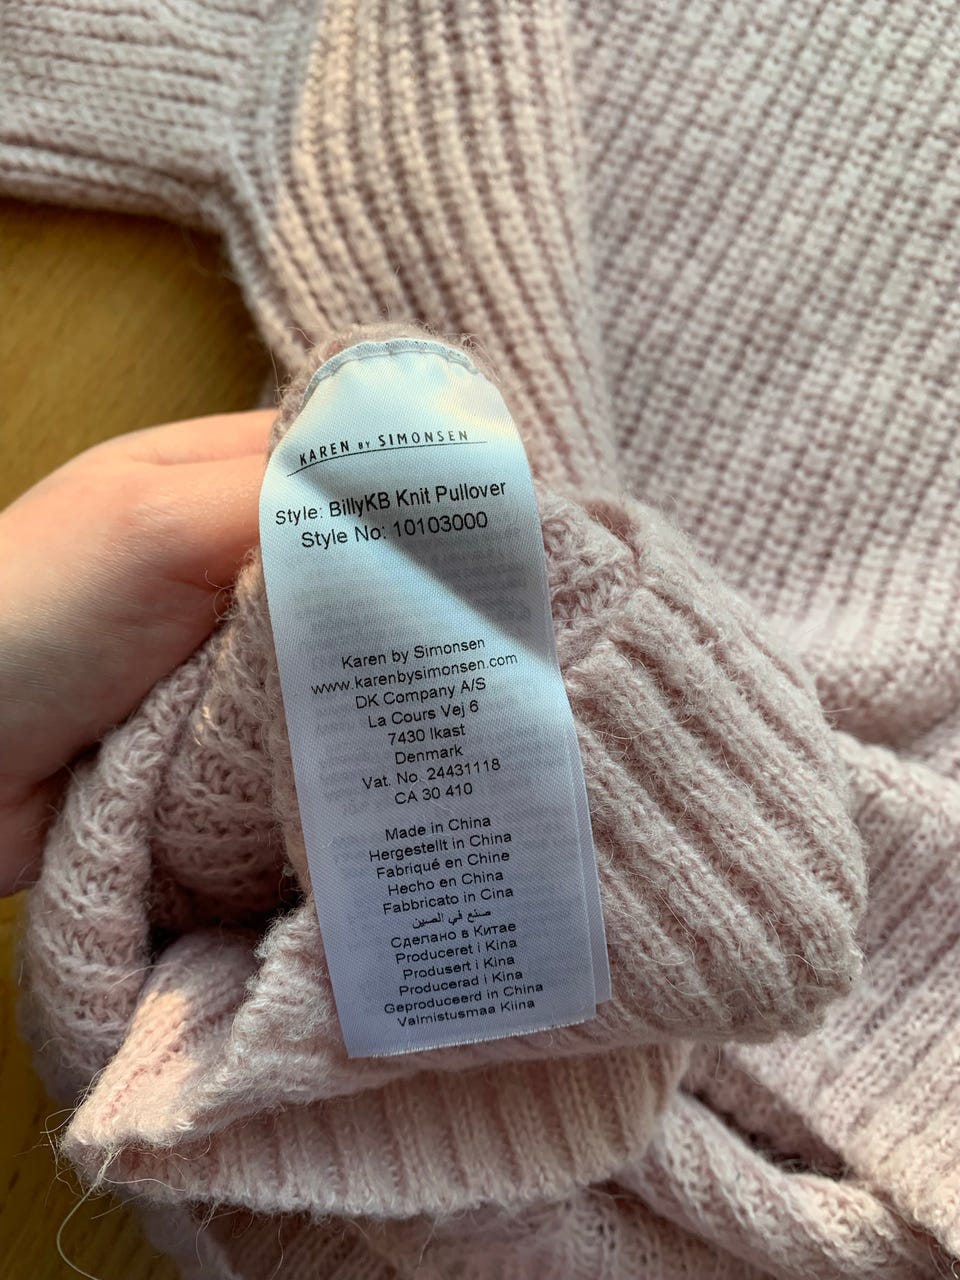 KAREN BY SIMONSEN
Style: BillyKB Knit Pullover
Style No: 10103000
Karen by Simonsen
www.karenbysimonsen.com
DK Company A/S
La Cours Vej 6
7430 Ikast
Denmark
Vat. No. 24431118
CA 30 410
Made in China
Hergestellt in China
Fabriqué en Chine
Hecho en China
Fabbricato in Cina
صنع في الصين
Сделано в Китае
Produceret i Kina
Produsert i Kina
Producerad i Kina
Geproduceerd in China
Valmistusmaa Kiina